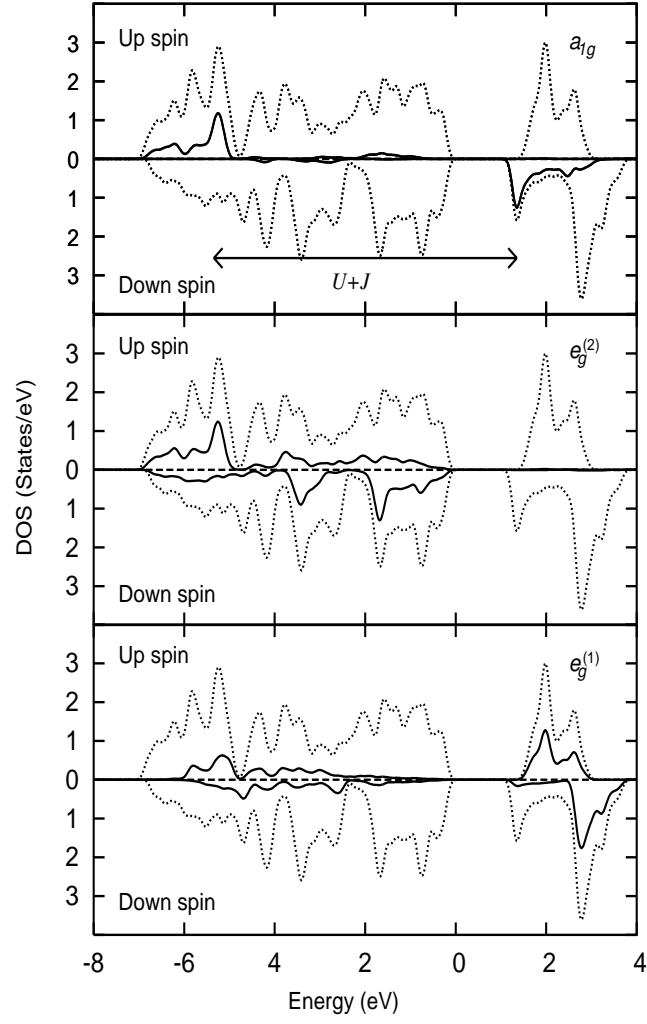 Up spin a1g
3
2
1
0
1
2
3
U+J
Down spin
Up spin eg(2)
3
2
1
0
1
2
3
DOS (States/eV)
Down spin
Up spin eg(1)
3
2
1
0
1
2
3
Down spin
-8 -6 -4 -2 0 2 4
Energy (eV)